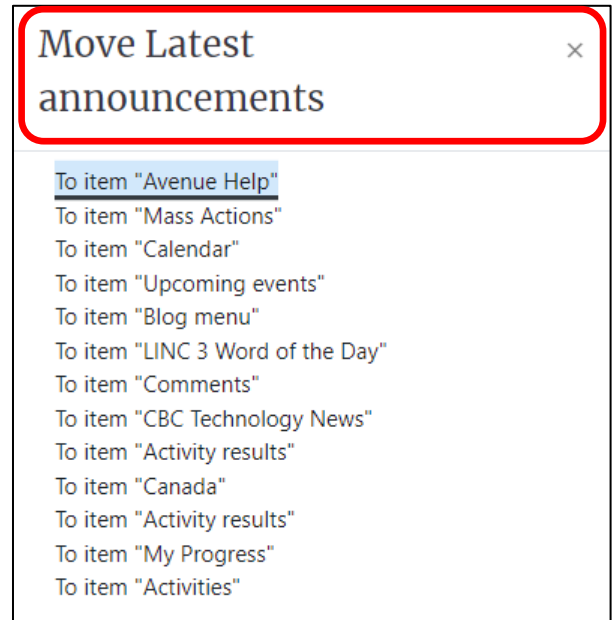 Move Latest
announcements
×
To item "Avenue Help"
To item "Mass Actions"
To item "Calendar"
To item "Upcoming events"
To item "Blog menu"
To item "LINC 3 Word of the Day"
To item "Comments"
To item "CBC Technology News"
To item "Activity results"
To item "Canada"
To item "Activity results"
To item "My Progress"
To item "Activities"